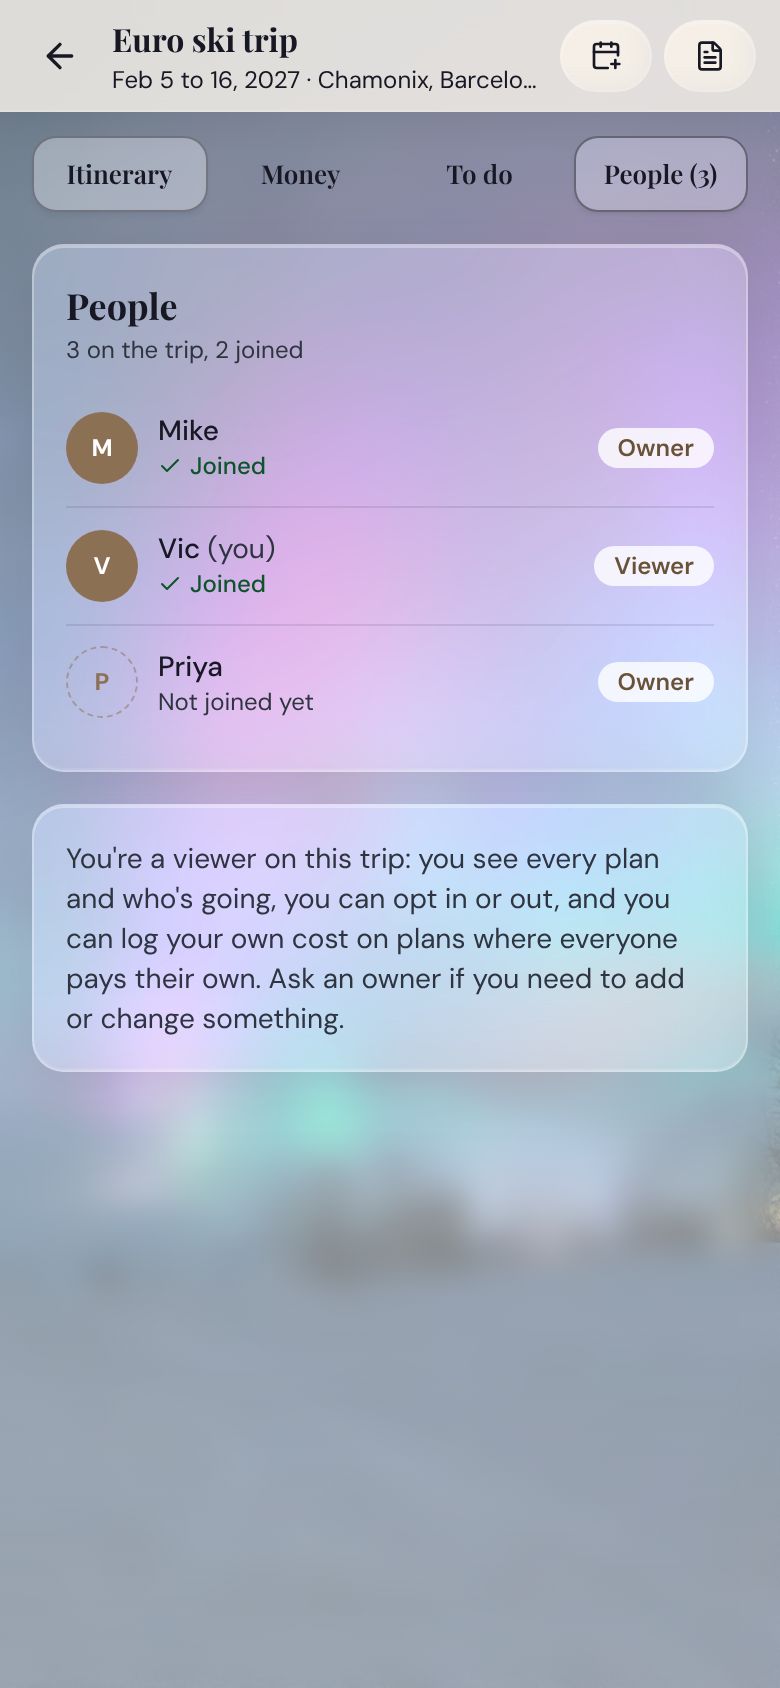 Euro ski trip
Feb 5 to 16, 2027 · Chamonix, Barcelo...
Itinerary
Money
To do
People (3)
People
3 on the trip, 2 joined
M
Mike
Joined
Owner
V
Vic (you)
Joined
Viewer
P
Priya
Not joined yet
Owner
You're a viewer on this trip: you see every plan
and who's going, you can opt in or out, and you
can log your own cost on plans where everyone
pays their own. Ask an owner if you need to add
or change something.